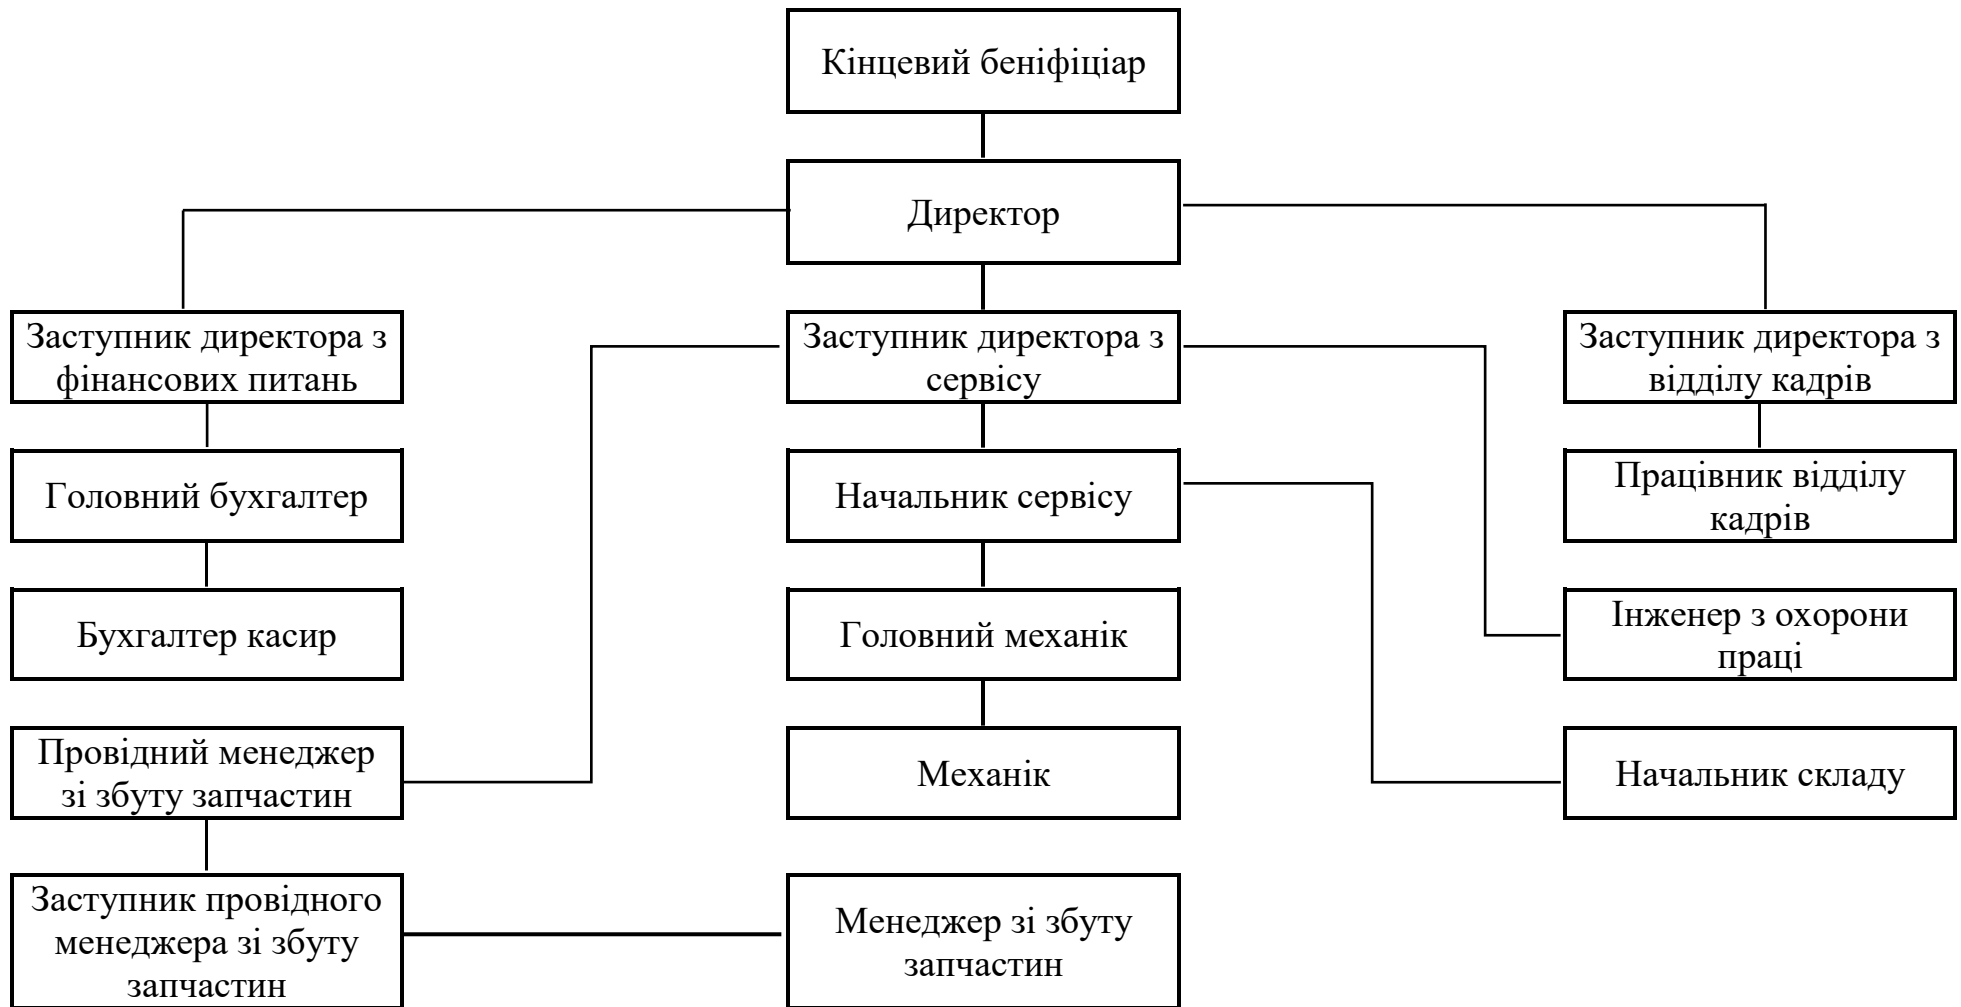 Кінцевий беніфіціар
Директор
Заступник директора з
фінансових питань
Заступник директора з
сервісу
Заступник директора з
відділу кадрів
Головний бухгалтер
Начальник сервісу
Працівник відділу
кадрів
Бухгалтер касир
Головний механік
Інженер з охорони
праці
Провідний менеджер
зі збуту запчастин
Механік
Начальник складу
Заступник провідного
менеджера зі збуту
запчастин
Менеджер зі збуту
запчастин